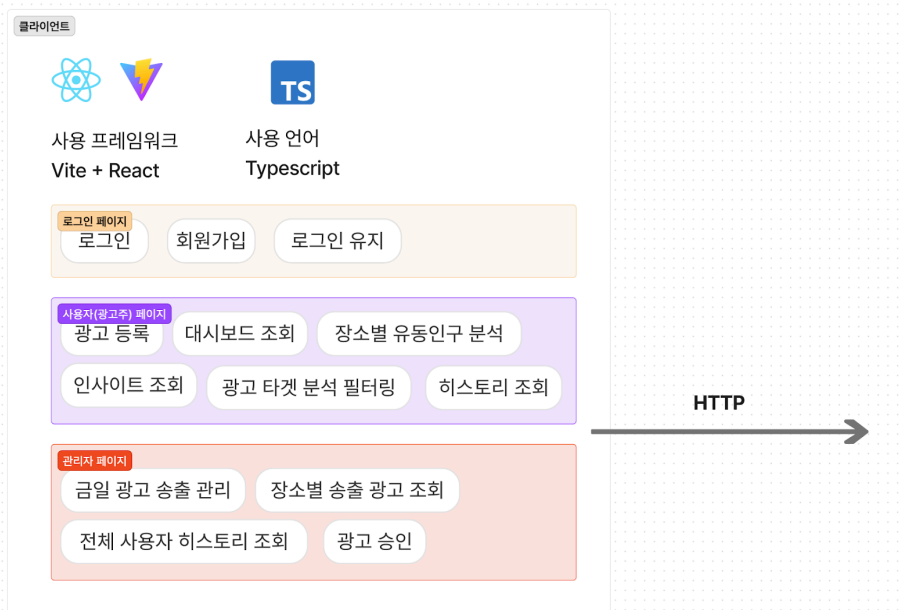 클라이언트
TS
사용 프레임워크
Vite + React
사용 언어
Typescript
로그인 페이지
로그인
회원가입
로그인 유지
사용자(광고주) 페이지
광고 등록
대시보드 조회
장소별 유동인구 분석
인사이트 조회
광고 타겟 분석 필터링
히스토리 조회
HTTP
관리자 페이지
금일 광고 송출 관리
장소별 송출 광고 조회
전체 사용자 히스토리 조회
광고 승인